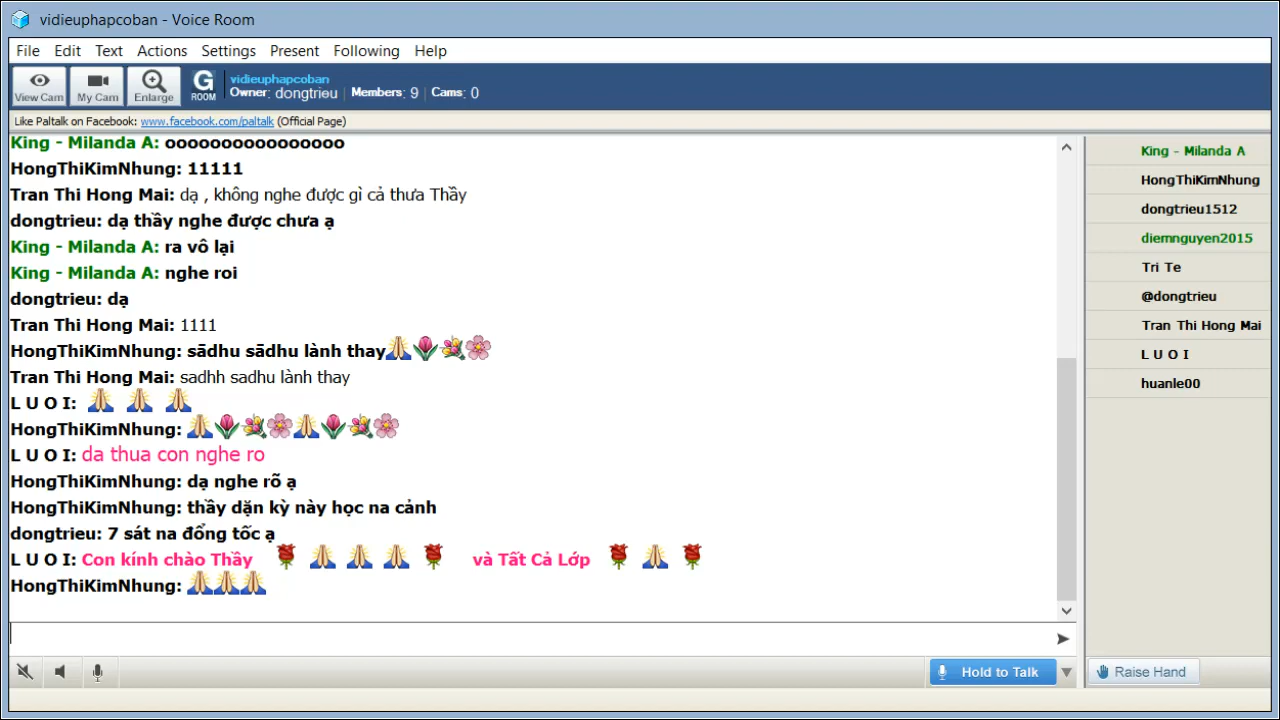 vidieuphapcoban - Voice Room
File Edit Text Actions Settings Present Following Help
View Cam My Cam Enlarge G ROOM
vidieuphapcoban
Owner: dongtrieu | Members: 9 | Cams: 0
Like Paltalk on Facebook: www.facebook.com/paltalk (Official Page)
King - Milanda A: oooooooooooooooo
HongThiKimNhung: 11111
Tran Thi Hong Mai: dạ , không nghe được gì cả thưa Thầy
dongtrieu: dạ thầy nghe được chưa ạ
King - Milanda A: ra vô lại
King - Milanda A: nghe roi
dongtrieu: dạ
Tran Thi Hong Mai: 1111
HongThiKimNhung: sādhu sādhu lành thay
Tran Thi Hong Mai: sadhh sadhu lành thay
L U O I:
HongThiKimNhung:
L U O I: da thua con nghe ro
HongThiKimNhung: dạ nghe rõ ạ
HongThiKimNhung: thầy dặn kỳ này học na cảnh
dongtrieu: 7 sát na đổng tốc ạ
L U O I: Con kính chào Thầy và Tất Cả Lớp
HongThiKimNhung:
King - Milanda A
HongThiKimNhung
dongtrieu1512
diemnguyen2015
Tri Te
@dongtrieu
Tran Thi Hong Mai
L U O I
huanle00
Hold to Talk
Raise Hand